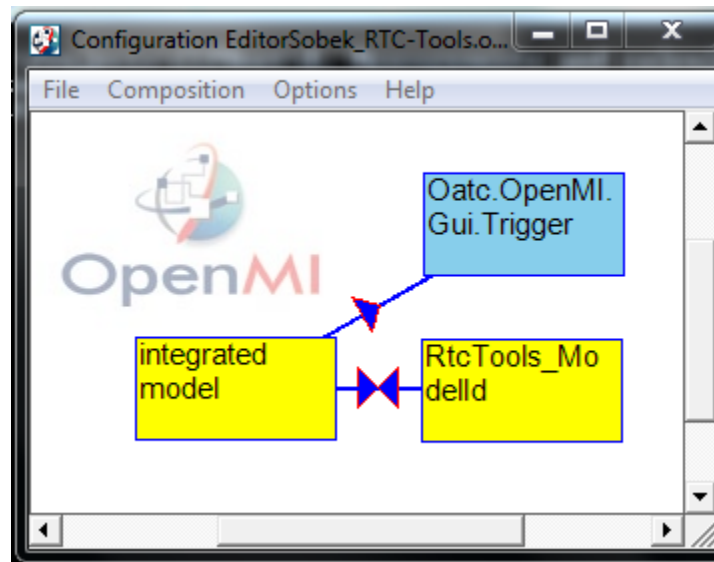 Configuration EditorSobek_RTC-Tools.o...
File Composition Options Help
OpenMI
Oatc.OpenMI.
Gui.Trigger
integrated
model
RtcTools_Mo
delId